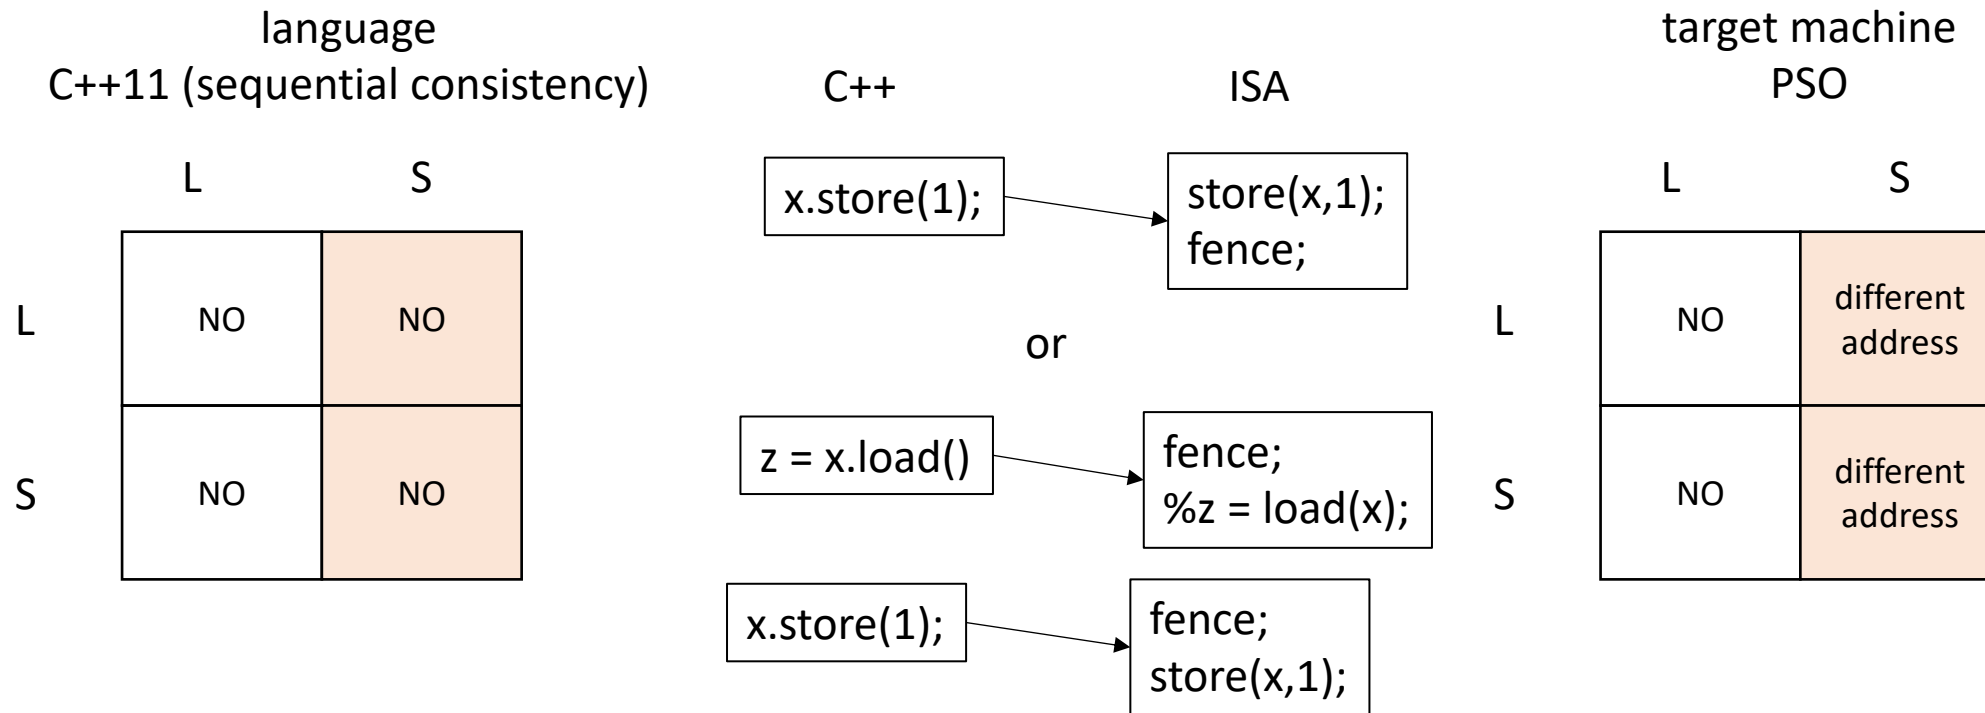 language
C++11 (sequential consistency)
L S
L NO NO
S NO NO
C++ ISA
x.store(1);
store(x,1);
fence;
or
z = x.load()
fence;
%z = load(x);
x.store(1);
fence;
store(x,1);
target machine
PSO
L S
L NO different
address
S NO different
address